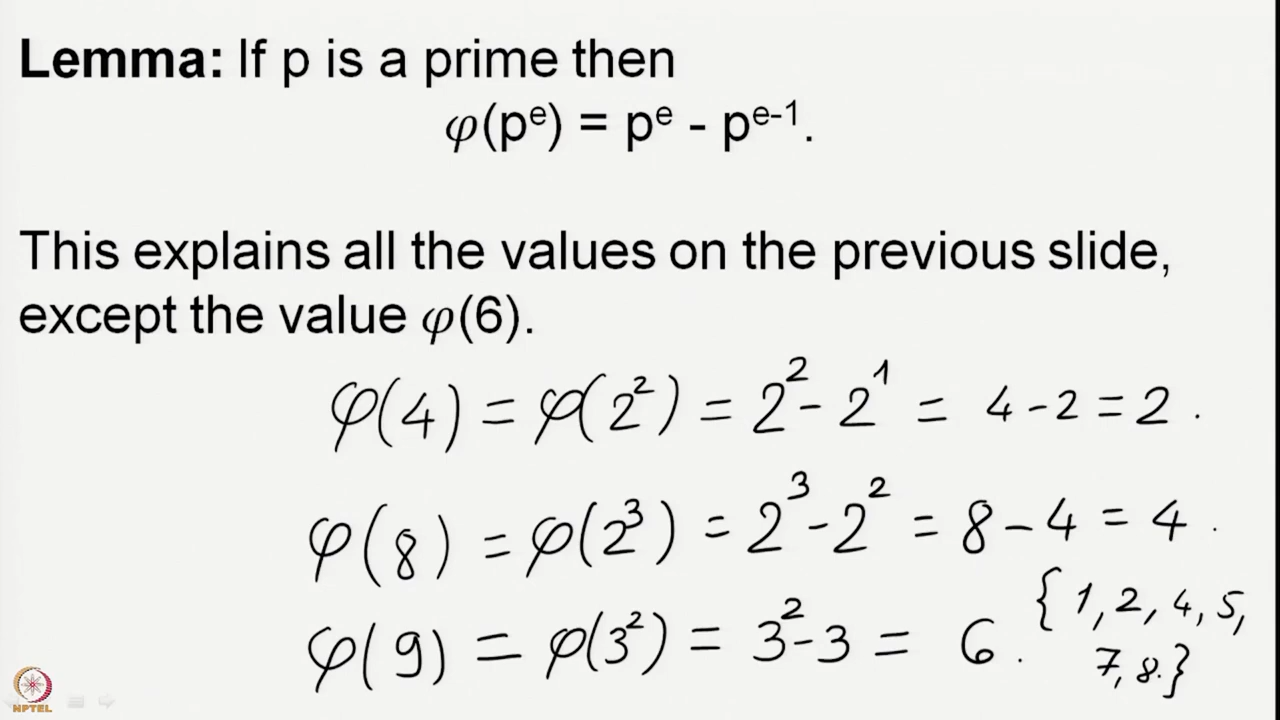 Lemma: If p is a prime then
φ(pᵉ) = pᵉ - pᵉ⁻¹.
This explains all the values on the previous slide,
except the value φ(6).
φ(4) = φ(2²) = 2² - 2¹ = 4 - 2 = 2.
φ(8) = φ(2³) = 2³ - 2² = 8 - 4 = 4.
φ(9) = φ(3²) = 3² - 3 = 6. {1, 2, 4, 5,
7, 8.}
NPTEL